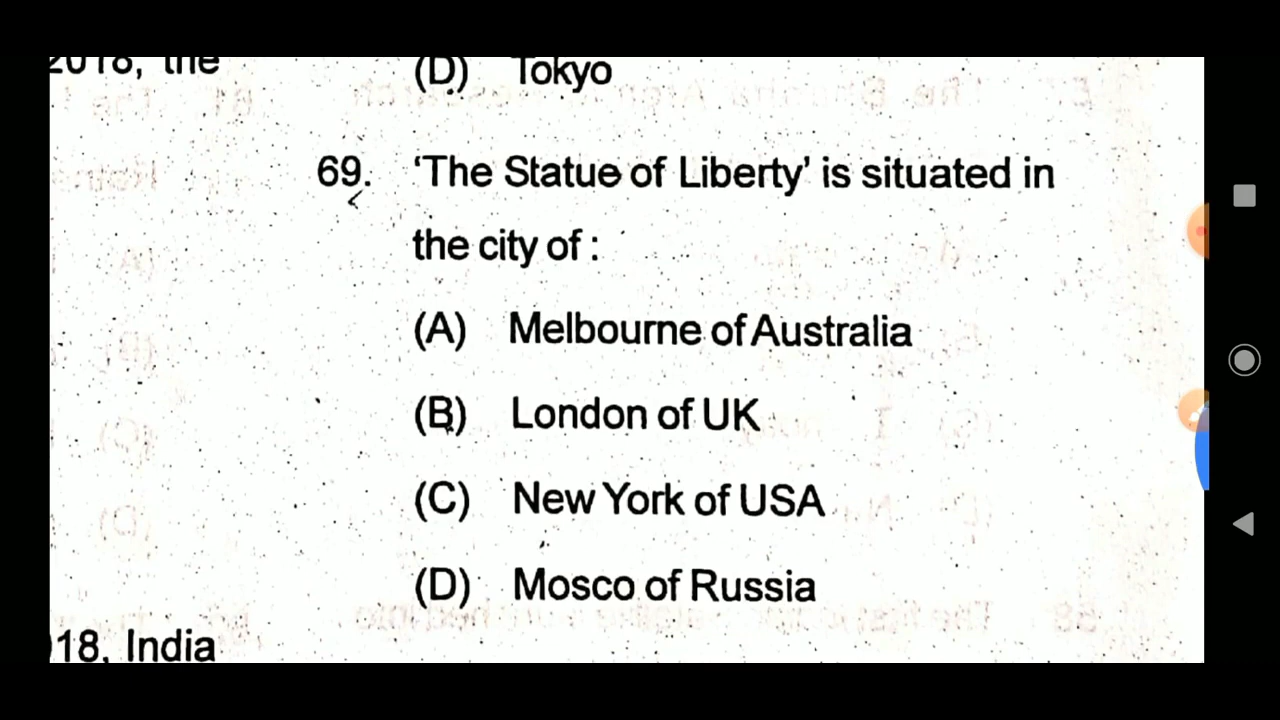 2018, the
(D) Tokyo
69. ‘The Statue of Liberty’ is situated in
the city of :
(A) Melbourne of Australia
(B) London of UK
(C) New York of USA
(D) Mosco of Russia
18, India